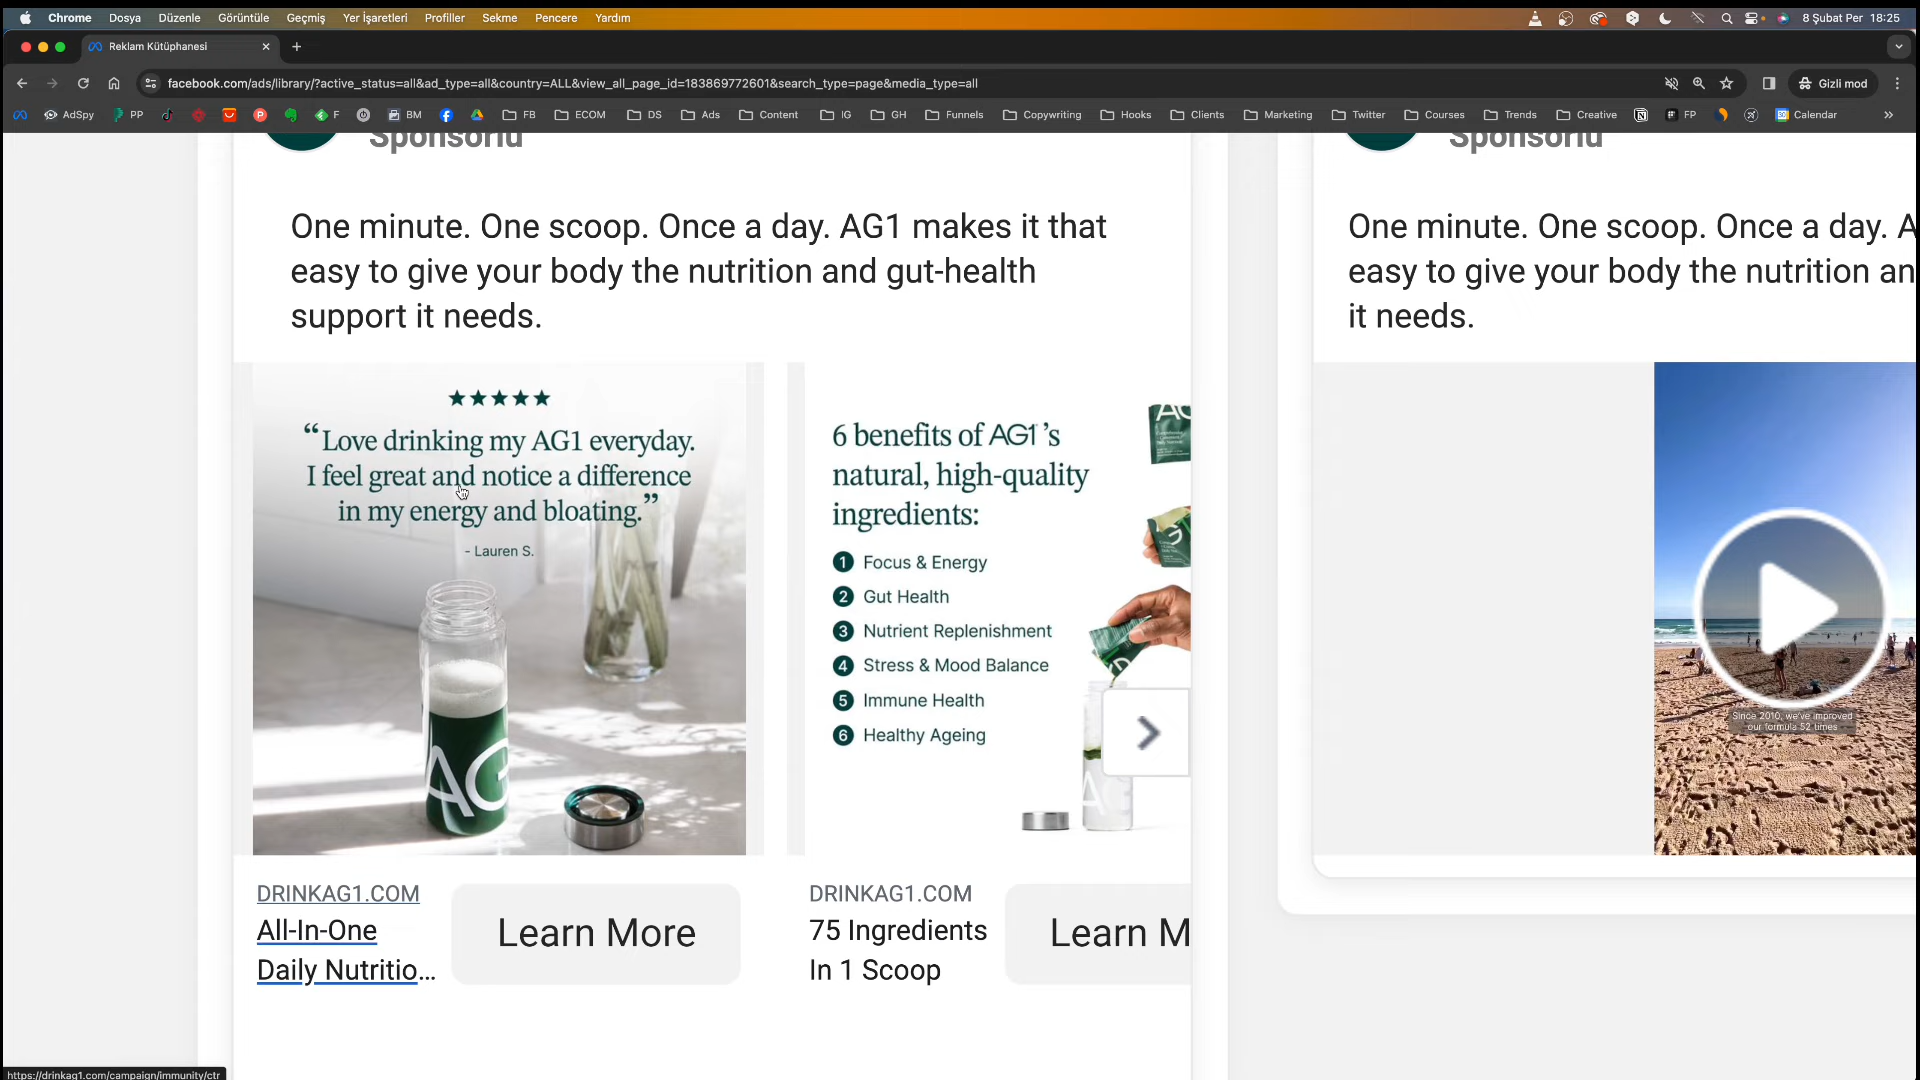 Chrome Dosya Düzenle Görüntüle Geçmiş Yer İşaretleri Profiller Sekme Pencere Yardım
8 Şubat Per 18:25
Reklam Kütüphanesi
facebook.com/ads/library/?active_status=all&ad_type=all&country=ALL&view_all_page_id=183869772601&search_type=page&media_type=all
Gizli mod
AdSpy PP F BM FB ECOM DS Ads Content IG GH Funnels Copywriting Hooks Clients Marketing Twitter Courses Trends Creative FP Calendar
Sponsorlu
One minute. One scoop. Once a day. AG1 makes it that
easy to give your body the nutrition and gut-health
support it needs.
★★★★★
“Love drinking my AG1 everyday.
I feel great and notice a difference
in my energy and bloating.”
- Lauren S.
AG
DRINKAG1.COM
All-In-One
Daily Nutritio...
Learn More
6 benefits of AG1's
natural, high-quality
ingredients:
1 Focus & Energy
2 Gut Health
3 Nutrient Replenishment
4 Stress & Mood Balance
5 Immune Health
6 Healthy Ageing
DRINKAG1.COM
75 Ingredients
In 1 Scoop
Learn M
Sponsorlu
One minute. One scoop. Once a day. A
easy to give your body the nutrition an
it needs.
Since 2010, we've improved
our formula 52 times
https://drinkag1.com/campaign/immunity/ctr